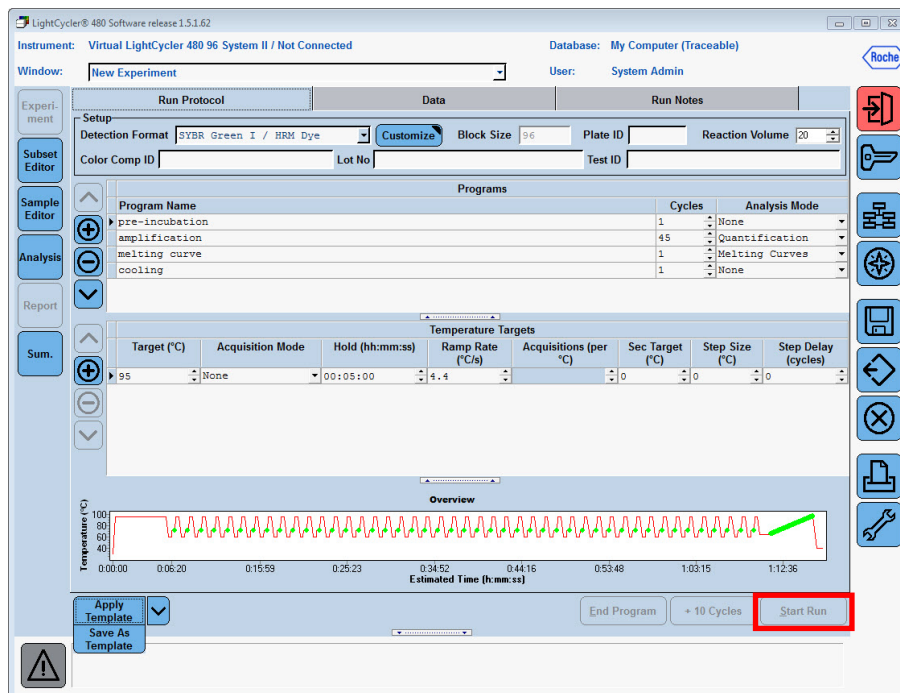 LightCycler® 480 Software release 1.5.1.62
Instrument: Virtual LightCycler 480 96 System II / Not Connected
Database: My Computer (Traceable)
Window: New Experiment
User: System Admin
Roche
Experi-
ment
Subset
Editor
Sample
Editor
Analysis
Report
Sum.
Run Protocol Data Run Notes
Setup
Detection Format SYBR Green I / HRM Dye Customize Block Size 96 Plate ID Reaction Volume 20
Color Comp ID Lot No Test ID
Programs
Program Name Cycles Analysis Mode
pre-incubation 1 None
amplification 45 Quantification
melting curve 1 Melting Curves
cooling 1 None
Temperature Targets
Target (°C) Acquisition Mode Hold (hh:mm:ss) Ramp Rate (°C/s) Acquisitions (per °C) Sec Target (°C) Step Size (°C) Step Delay (cycles)
95 None 00:05:00 4.4 0 0 0
Overview
Temperature (°C)
100
80
60
40
0:00:00 0:06:20 0:15:59 0:25:23 0:34:52 0:44:16 0:53:48 1:03:15 1:12:36
Estimated Time (h:mm:ss)
Apply
Template
Save As
Template
End Program + 10 Cycles Start Run